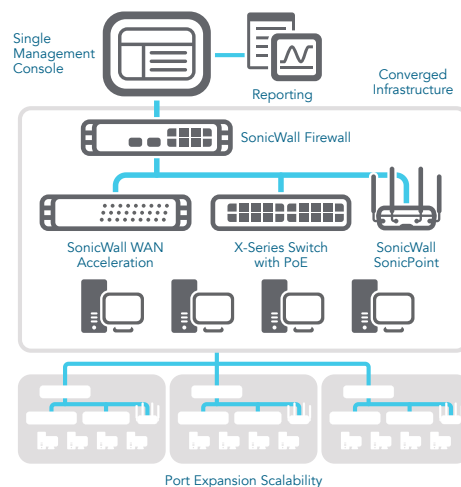 Single
Management
Console
Reporting
Converged
Infrastructure
SonicWall Firewall
SonicWall WAN
Acceleration
X-Series Switch
with PoE
SonicWall
SonicPoint
Port Expansion Scalability